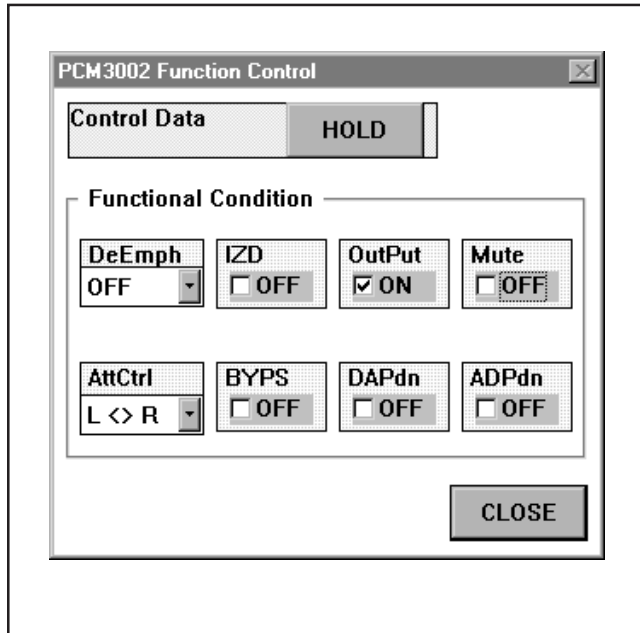 PCM3002 Function Control
Control Data
HOLD
Functional Condition
DeEmph
OFF
IZD
OFF
OutPut
ON
Mute
OFF
AttCtrl
L <> R
BYPS
OFF
DAPdn
OFF
ADPdn
OFF
CLOSE